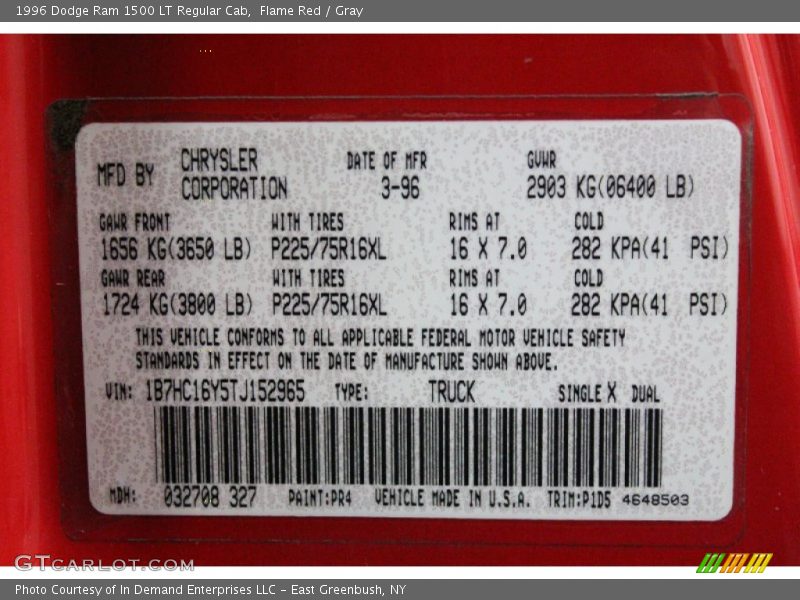 1996 Dodge Ram 1500 LT Regular Cab,  Flame Red / Gray
MFD BY CHRYSLER CORPORATION DATE OF MFR 3-96 GVWR 2903 KG(06400 LB)
GAWR FRONT WITH TIRES RIMS AT COLD
1656 KG(3650 LB) P225/75R16XL 16 X 7.0 282 KPA(41 PSI)
GAWR REAR WITH TIRES RIMS AT COLD
1724 KG(3800 LB) P225/75R16XL 16 X 7.0 282 KPA(41 PSI)
THIS VEHICLE CONFORMS TO ALL APPLICABLE FEDERAL MOTOR VEHICLE SAFETY
STANDARDS IN EFFECT ON THE DATE OF MANUFACTURE SHOWN ABOVE.
VIN: 1B7HC16Y5TJ152965 TYPE: TRUCK SINGLE X DUAL
MDH: 032708 327 PAINT:PR4 VEHICLE MADE IN U.S.A. TRIM:P1D5 4648503
GTCARLOT.COM
Photo Courtesy of In Demand Enterprises LLC – East Greenbush, NY